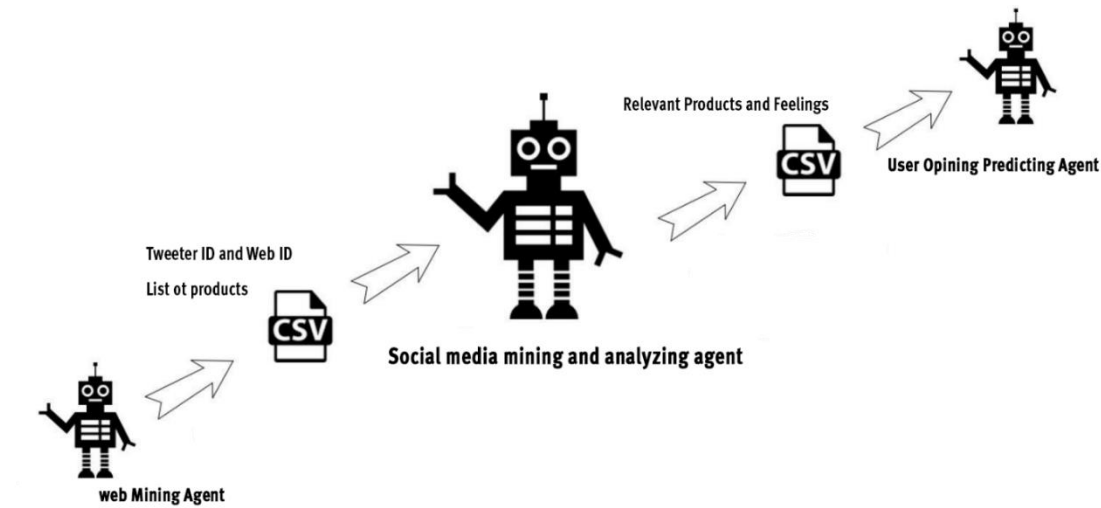 Relevant Products and Feelings
CSV
User Opining Predicting Agent
Tweeter ID and Web ID
List ot products
CSV
Social media mining and analyzing agent
web Mining Agent